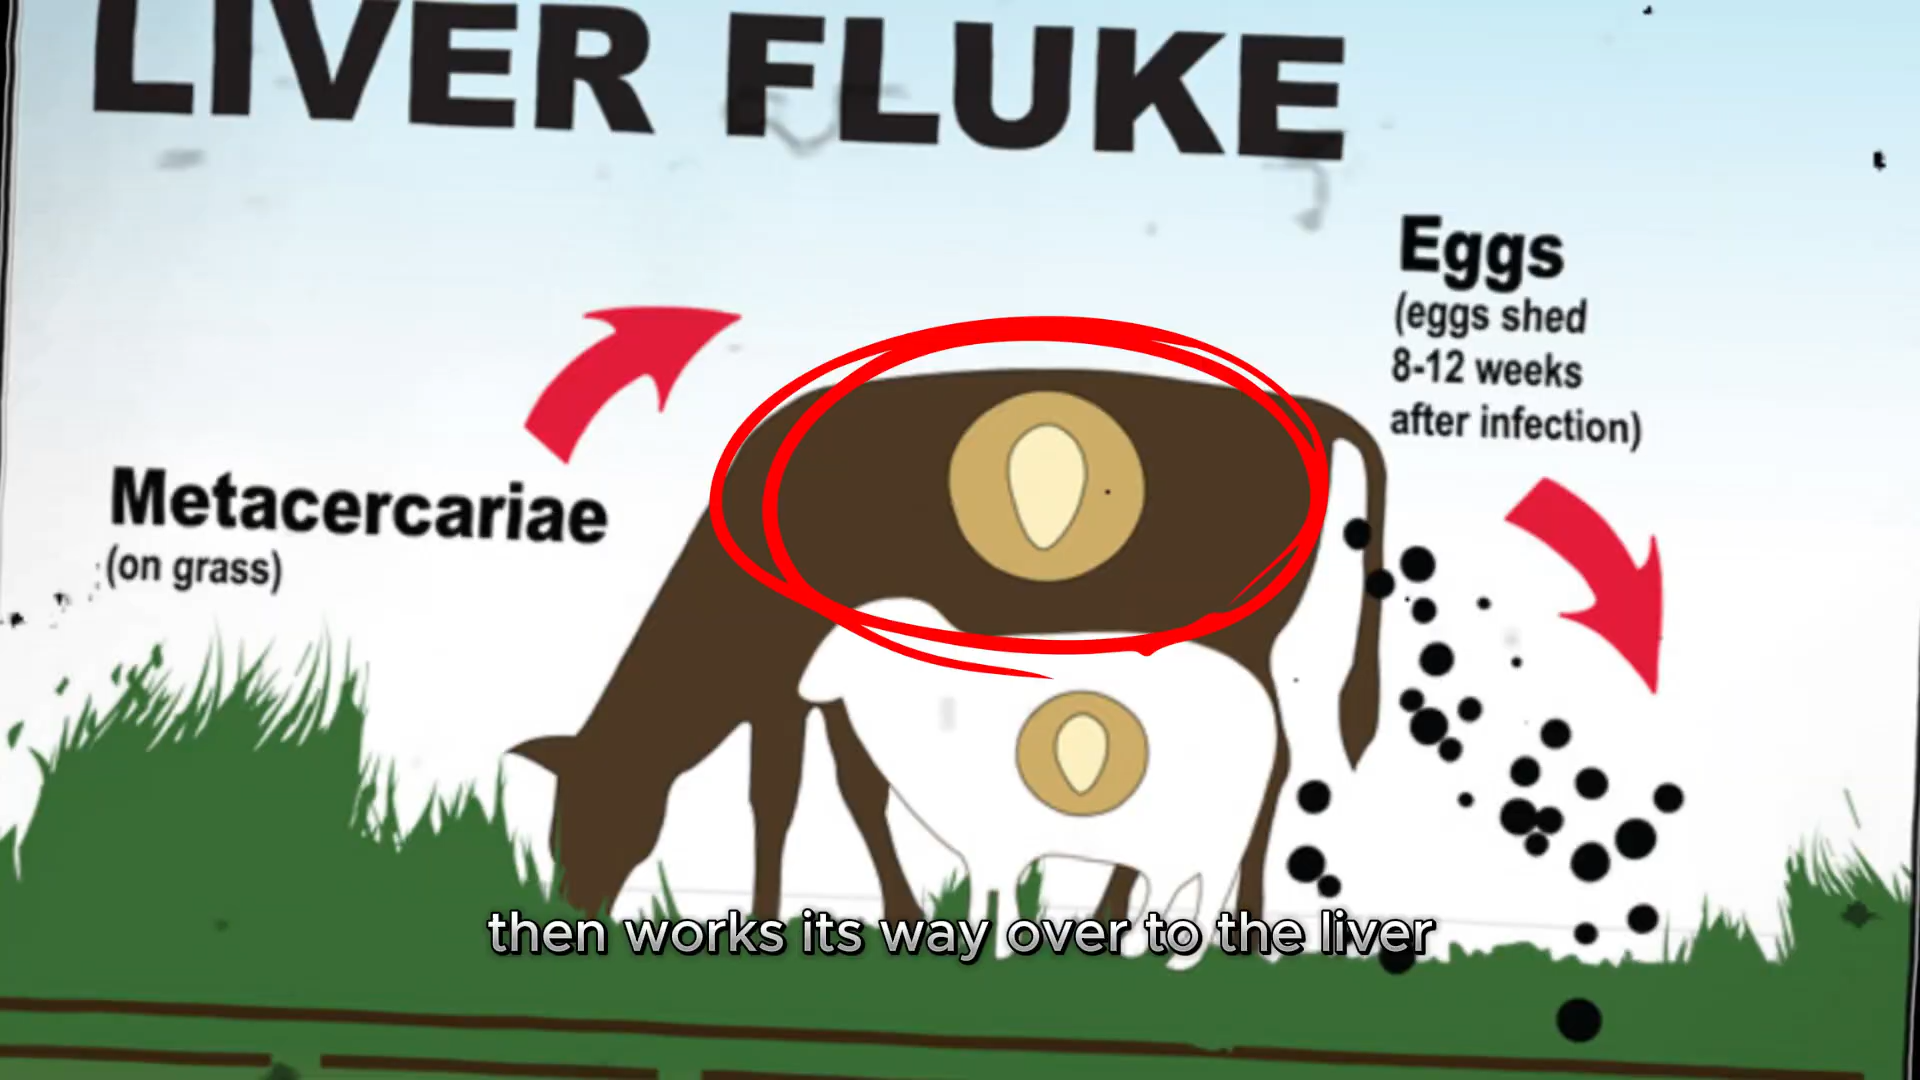 LIVER FLUKE
Eggs
(eggs shed
8-12 weeks
after infection)
Metacercariae
(on grass)
then works its way over to the liver